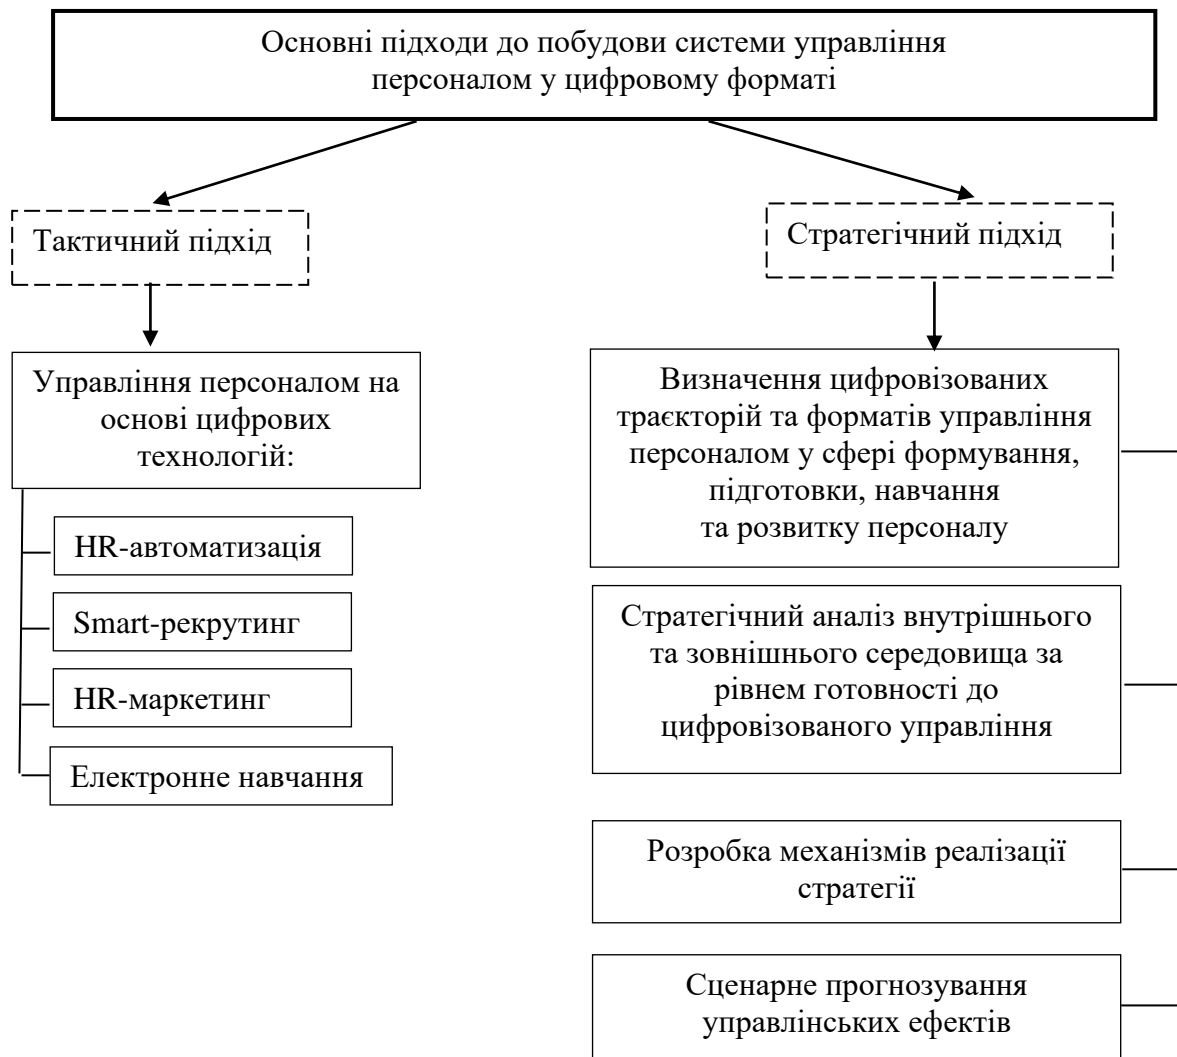 Основні підходи до побудови системи управління
персоналом у цифровому форматі
Тактичний підхід
Стратегічний підхід
Управління персоналом на
основі цифрових
технологій:
HR-автоматизація
Smart-рекрутинг
HR-маркетинг
Електронне навчання
Визначення цифровізованих
траєкторій та форматів управління
персоналом у сфері формування,
підготовки, навчання
та розвитку персоналу
Стратегічний аналіз внутрішнього
та зовнішнього середовища за
рівнем готовності до
цифровізованого управління
Розробка механізмів реалізації
стратегії
Сценарне прогнозування
управлінських ефектів